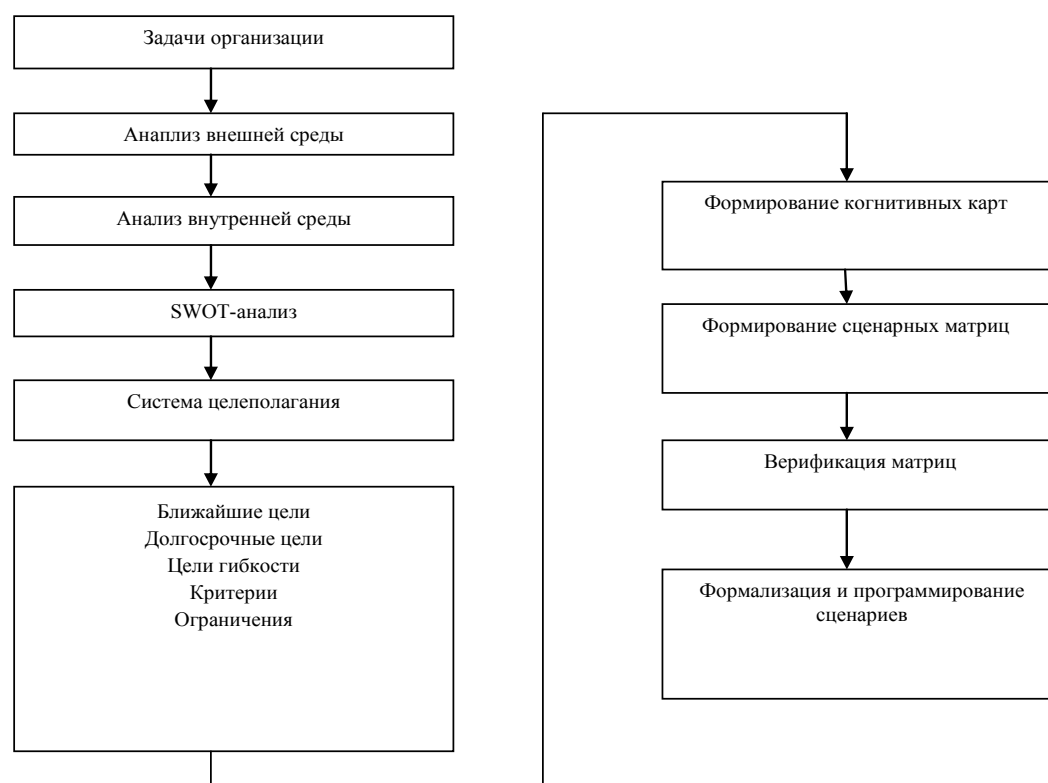 Задачи организации
Анаплиз внешней среды
Анализ внутренней среды
SWOT-анализ
Система целеполагания
Ближайшие цели
Долгосрочные цели
Цели гибкости
Критерии
Ограничения
Формирование когнитивных карт
Формирование сценарных матриц
Верификация матриц
Формализация и программирование
сценариев